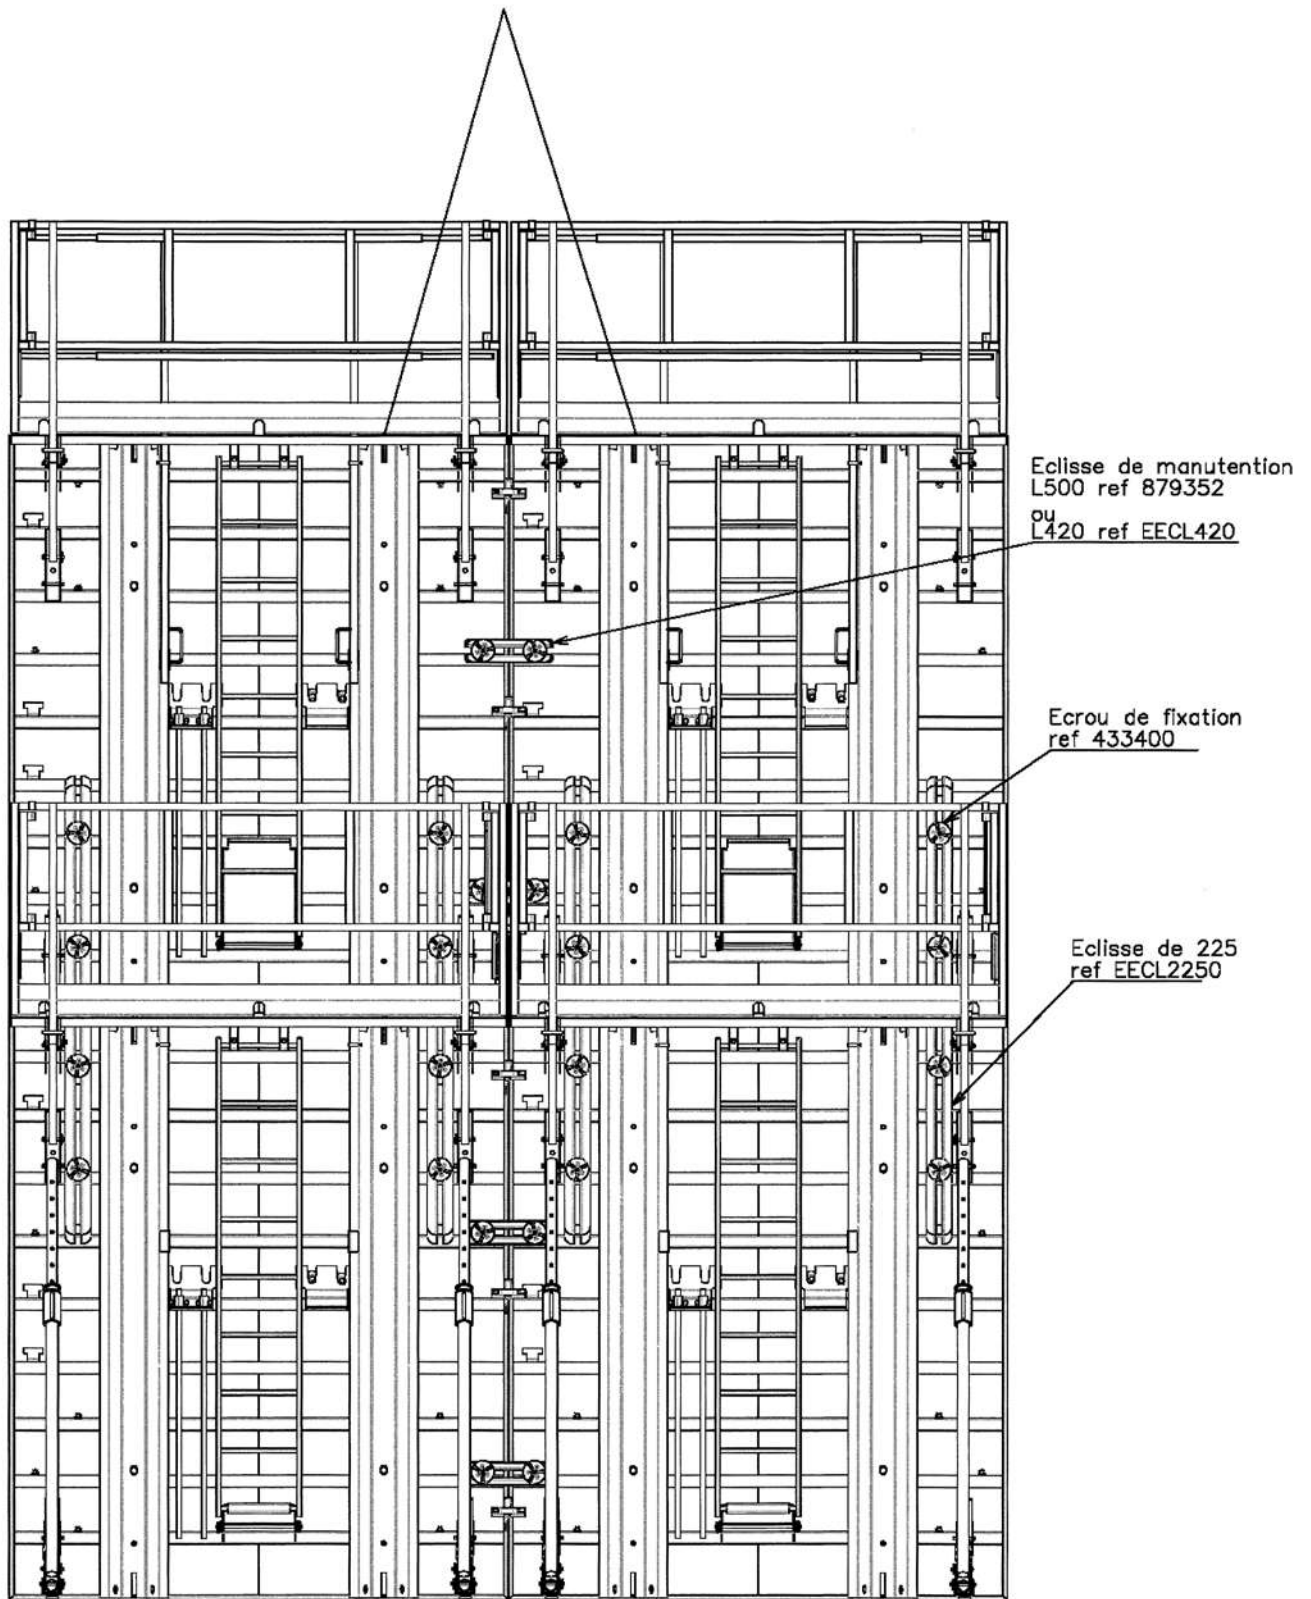 Eclisse de manutention
L500 ref 879352
ou
L420 ref EECL420
Ecrou de fixation
ref 433400
Eclisse de 225
ref EECL2250